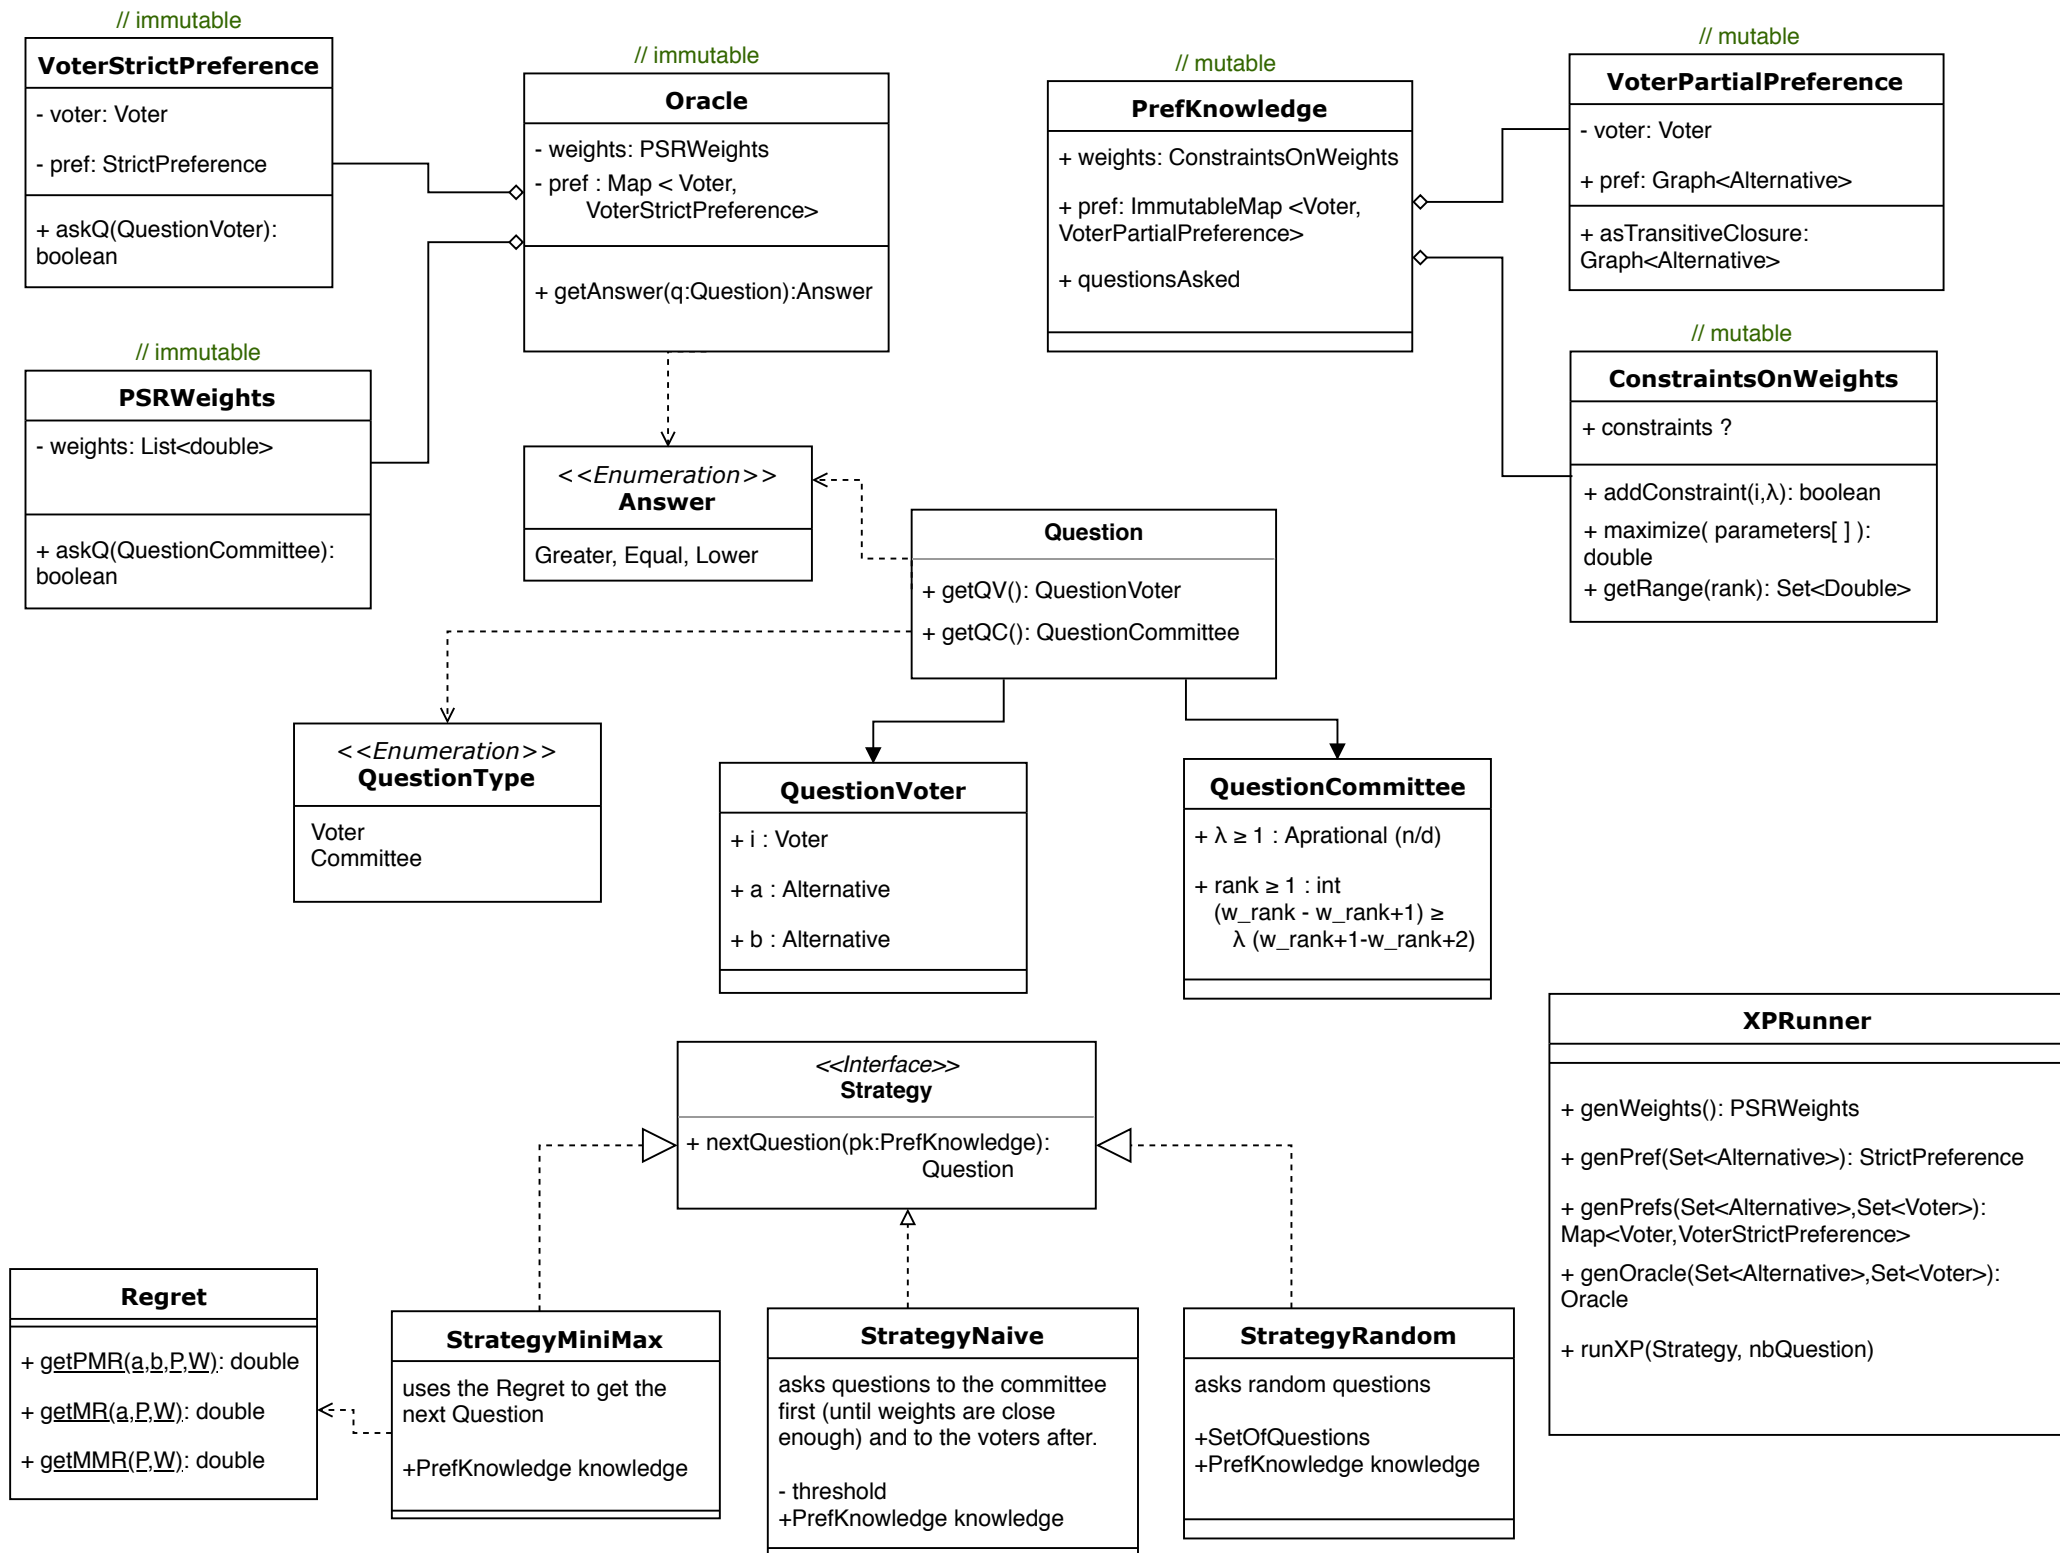 // immutable
VoterStrictPreference
- voter: Voter
- pref: StrictPreference
+ askQ(QuestionVoter):
boolean
// immutable
Oracle
- weights: PSRWeights
- pref : Map < Voter,
VoterStrictPreference>
+ getAnswer(q:Question):Answer
// mutable
PrefKnowledge
+ weights: ConstraintsOnWeights
+ pref: ImmutableMap <Voter,
VoterPartialPreference>
+ questionsAsked
// mutable
VoterPartialPreference
- voter: Voter
+ pref: Graph<Alternative>
+ asTransitiveClosure:
Graph<Alternative>
// immutable
PSRWeights
- weights: List<double>
+ askQ(QuestionCommittee):
boolean
<<Enumeration>>
Answer
Greater, Equal, Lower
// mutable
ConstraintsOnWeights
+ constraints ?
+ addConstraint(i,λ): boolean
+ maximize( parameters[ ] ):
double
+ getRange(rank): Set<Double>
Question
+ getQV(): QuestionVoter
+ getQC(): QuestionCommittee
<<Enumeration>>
QuestionType
Voter
Committee
QuestionVoter
+ i : Voter
+ a : Alternative
+ b : Alternative
QuestionCommittee
+ λ ≥ 1 : Aprational (n/d)
+ rank ≥ 1 : int
(w_rank - w_rank+1) ≥
λ (w_rank+1-w_rank+2)
<<Interface>>
Strategy
+ nextQuestion(pk:PrefKnowledge):
Question
XPRunner
+ genWeights(): PSRWeights
+ genPref(Set<Alternative>): StrictPreference
+ genPrefs(Set<Alternative>,Set<Voter>):
Map<Voter,VoterStrictPreference>
+ genOracle(Set<Alternative>,Set<Voter>):
Oracle
+ runXP(Strategy, nbQuestion)
Regret
+ getPMR(a,b,P,W): double
+ getMR(a,P,W): double
+ getMMR(P,W): double
StrategyMiniMax
uses the Regret to get the
next Question
+PrefKnowledge knowledge
StrategyNaive
asks questions to the committee
first (until weights are close
enough) and to the voters after.
- threshold
+PrefKnowledge knowledge
StrategyRandom
asks random questions
+SetOfQuestions
+PrefKnowledge knowledge